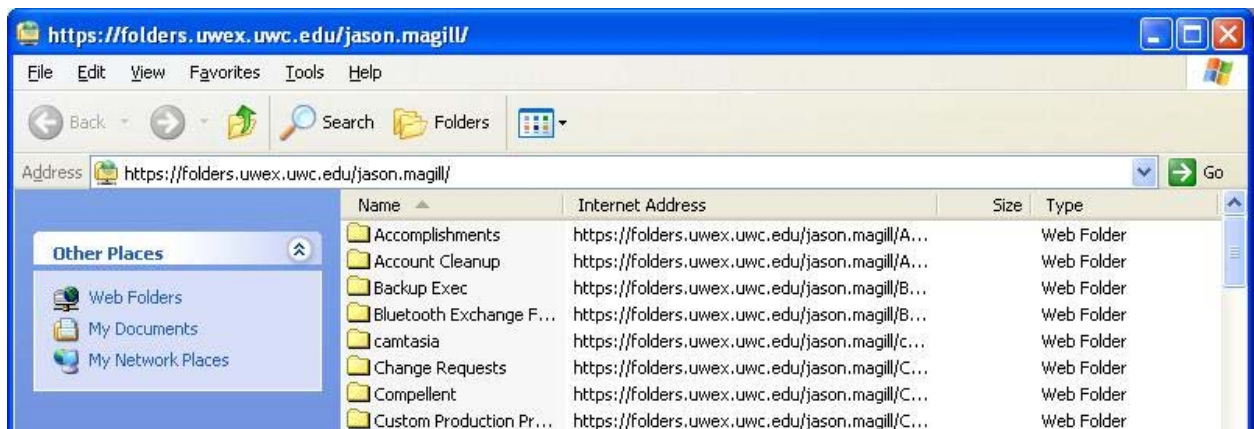 https://folders.uwex.uwc.edu/jason.magill/
File Edit View Favorites Tools Help
Back Search Folders
Address https://folders.uwex.uwc.edu/jason.magill/ Go
Name Internet Address Size Type
Other Places
Web Folders
My Documents
My Network Places
Accomplishments https://folders.uwex.uwc.edu/jason.magill/A... Web Folder
Account Cleanup https://folders.uwex.uwc.edu/jason.magill/A... Web Folder
Backup Exec https://folders.uwex.uwc.edu/jason.magill/B... Web Folder
Bluetooth Exchange F... https://folders.uwex.uwc.edu/jason.magill/B... Web Folder
camtasia https://folders.uwex.uwc.edu/jason.magill/c... Web Folder
Change Requests https://folders.uwex.uwc.edu/jason.magill/C... Web Folder
Compellent https://folders.uwex.uwc.edu/jason.magill/C... Web Folder
Custom Production Pr... https://folders.uwex.uwc.edu/jason.magill/C... Web Folder